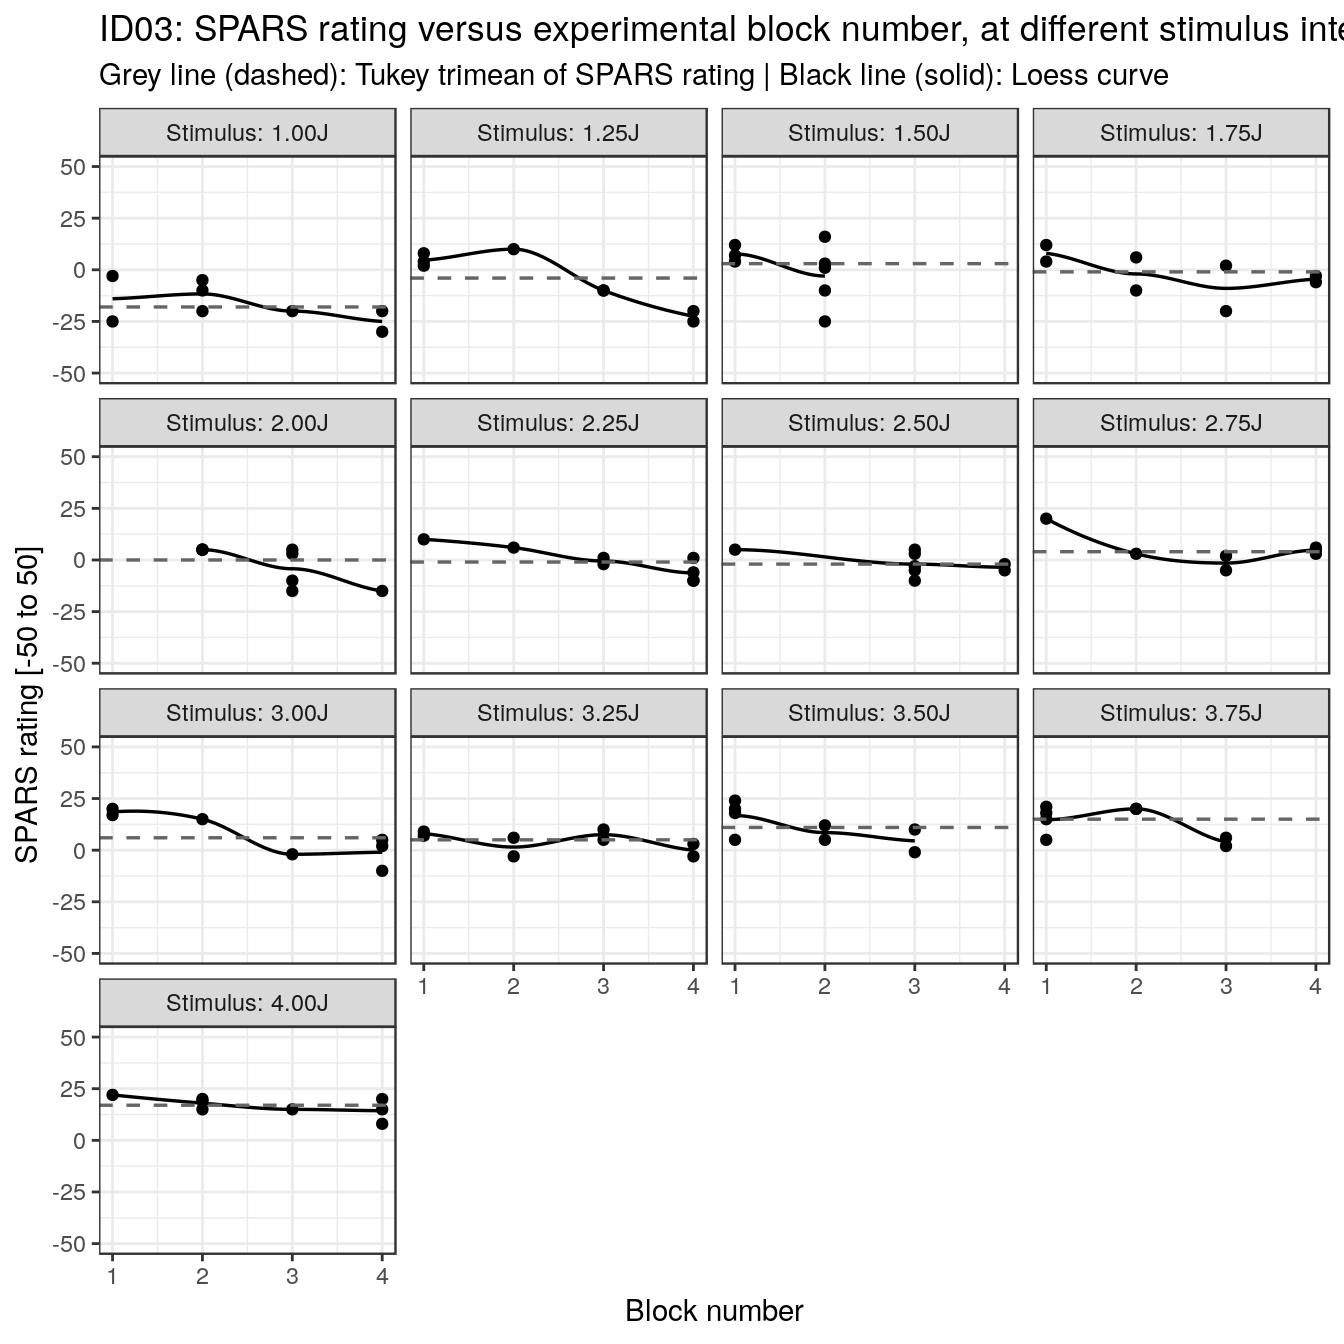 ID03: SPARS rating versus experimental block number, at different stimulus inte
Grey line (dashed): Tukey trimean of SPARS rating | Black line (solid): Loess curve
Stimulus: 1.00J
Stimulus: 1.25J
Stimulus: 1.50J
Stimulus: 1.75J
50
25
0
-25
-50
Stimulus: 2.00J
Stimulus: 2.25J
Stimulus: 2.50J
Stimulus: 2.75J
50
25
0
-25
-50
SPARS rating [-50 to 50]
Stimulus: 3.00J
Stimulus: 3.25J
Stimulus: 3.50J
Stimulus: 3.75J
50
25
0
-25
-50
1 2 3 4
1 2 3 4
1 2 3 4
Stimulus: 4.00J
50
25
0
-25
-50
1 2 3 4
Block number